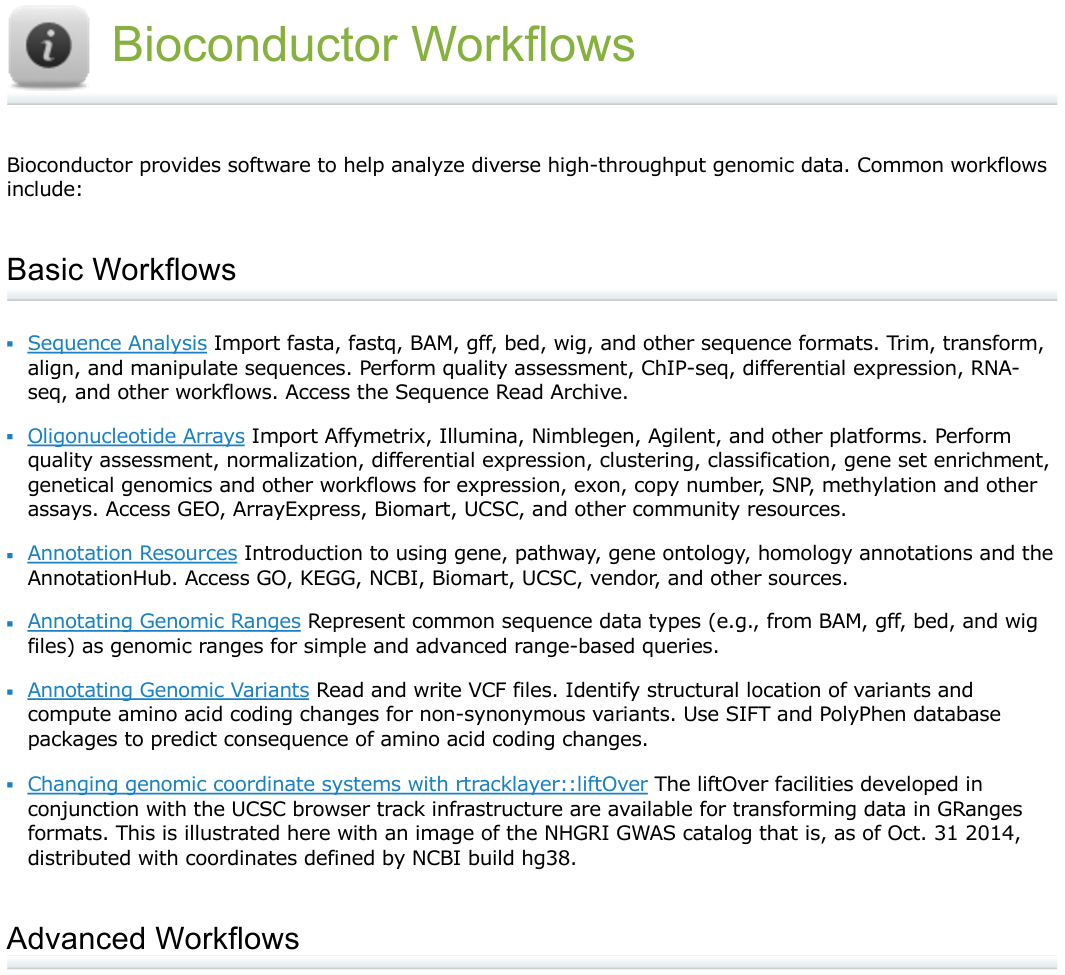 Bioconductor Workflows
Bioconductor provides software to help analyze diverse high-throughput genomic data. Common workflows
include:
Basic Workflows
Sequence Analysis Import fasta, fastq, BAM, gff, bed, wig, and other sequence formats. Trim, transform,
align, and manipulate sequences. Perform quality assessment, ChIP-seq, differential expression, RNA-
seq, and other workflows. Access the Sequence Read Archive.
Oligonucleotide Arrays Import Affymetrix, Illumina, Nimblegen, Agilent, and other platforms. Perform
quality assessment, normalization, differential expression, clustering, classification, gene set enrichment,
genetical genomics and other workflows for expression, exon, copy number, SNP, methylation and other
assays. Access GEO, ArrayExpress, Biomart, UCSC, and other community resources.
Annotation Resources Introduction to using gene, pathway, gene ontology, homology annotations and the
AnnotationHub. Access GO, KEGG, NCBI, Biomart, UCSC, vendor, and other sources.
Annotating Genomic Ranges Represent common sequence data types (e.g., from BAM, gff, bed, and wig
files) as genomic ranges for simple and advanced range-based queries.
Annotating Genomic Variants Read and write VCF files. Identify structural location of variants and
compute amino acid coding changes for non-synonymous variants. Use SIFT and PolyPhen database
packages to predict consequence of amino acid coding changes.
Changing genomic coordinate systems with rtracklayer::liftOver The liftOver facilities developed in
conjunction with the UCSC browser track infrastructure are available for transforming data in GRanges
formats. This is illustrated here with an image of the NHGRI GWAS catalog that is, as of Oct. 31 2014,
distributed with coordinates defined by NCBI build hg38.
Advanced Workflows